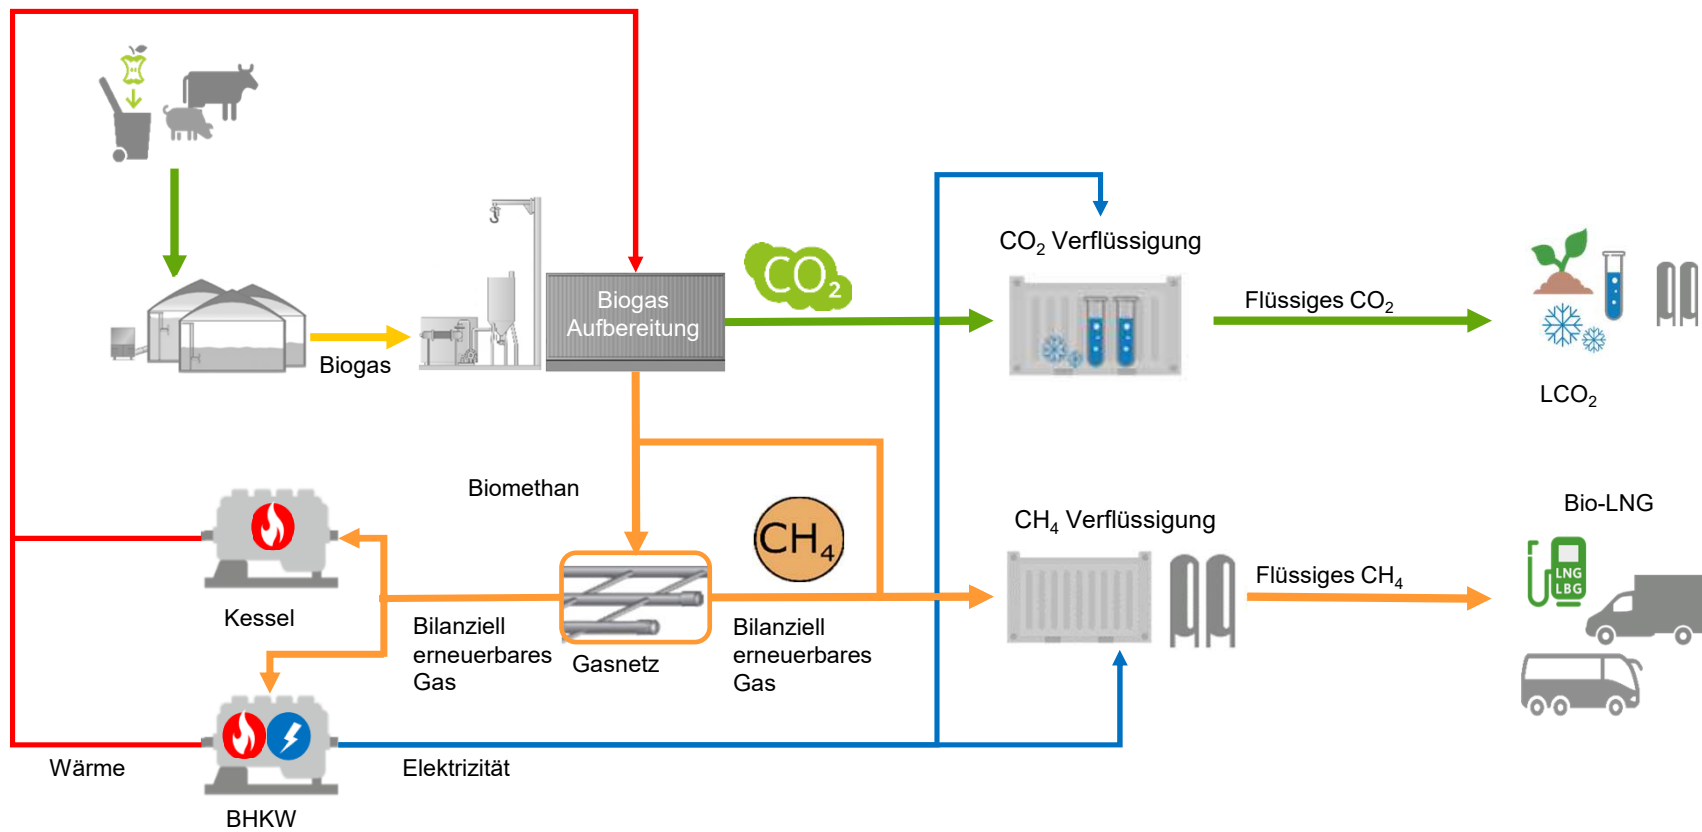 Biogas
Biogas
Aufbereitung
CO₂
CO₂ Verflüssigung
Flüssiges CO₂
LCO₂
Biomethan
CH₄
CH₄ Verflüssigung
Flüssiges CH₄
Bio-LNG
LNG
LBG
Kessel
Bilanziell
erneuerbares
Gas
Gasnetz
Bilanziell
erneuerbares
Gas
Wärme
BHKW
Elektrizität